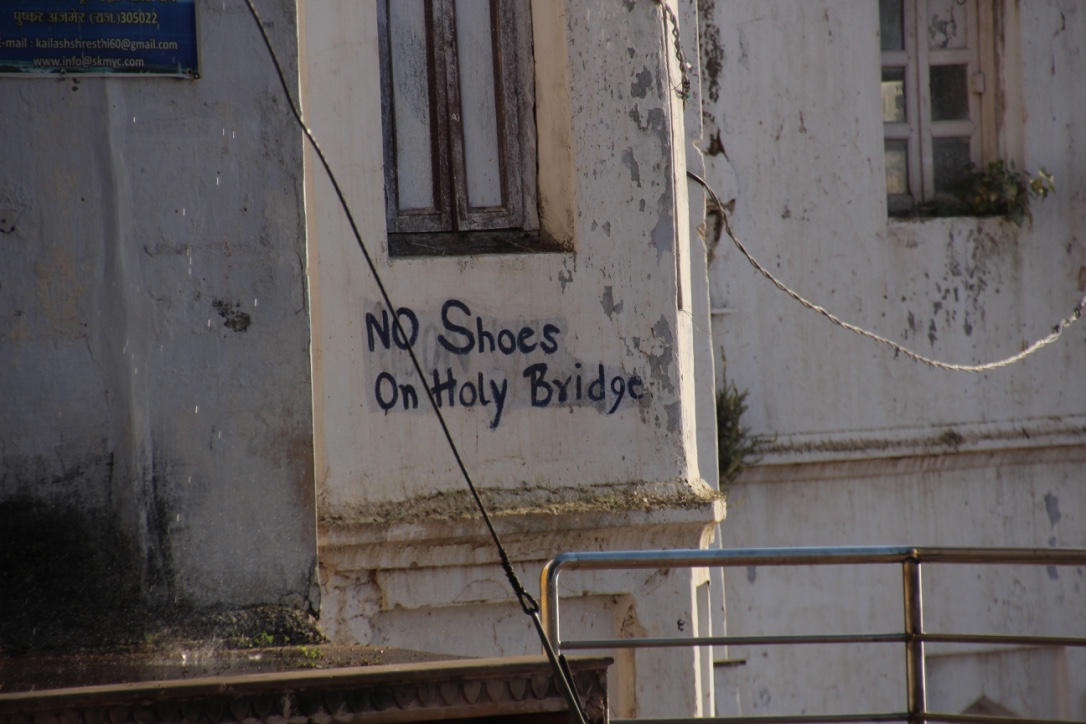 पुष्कर अजमेर (राज.)305022
-mail : kailashshresthi60@gmail.com
www.info@skmyc.com
NO Shoes
On Holy Bridge